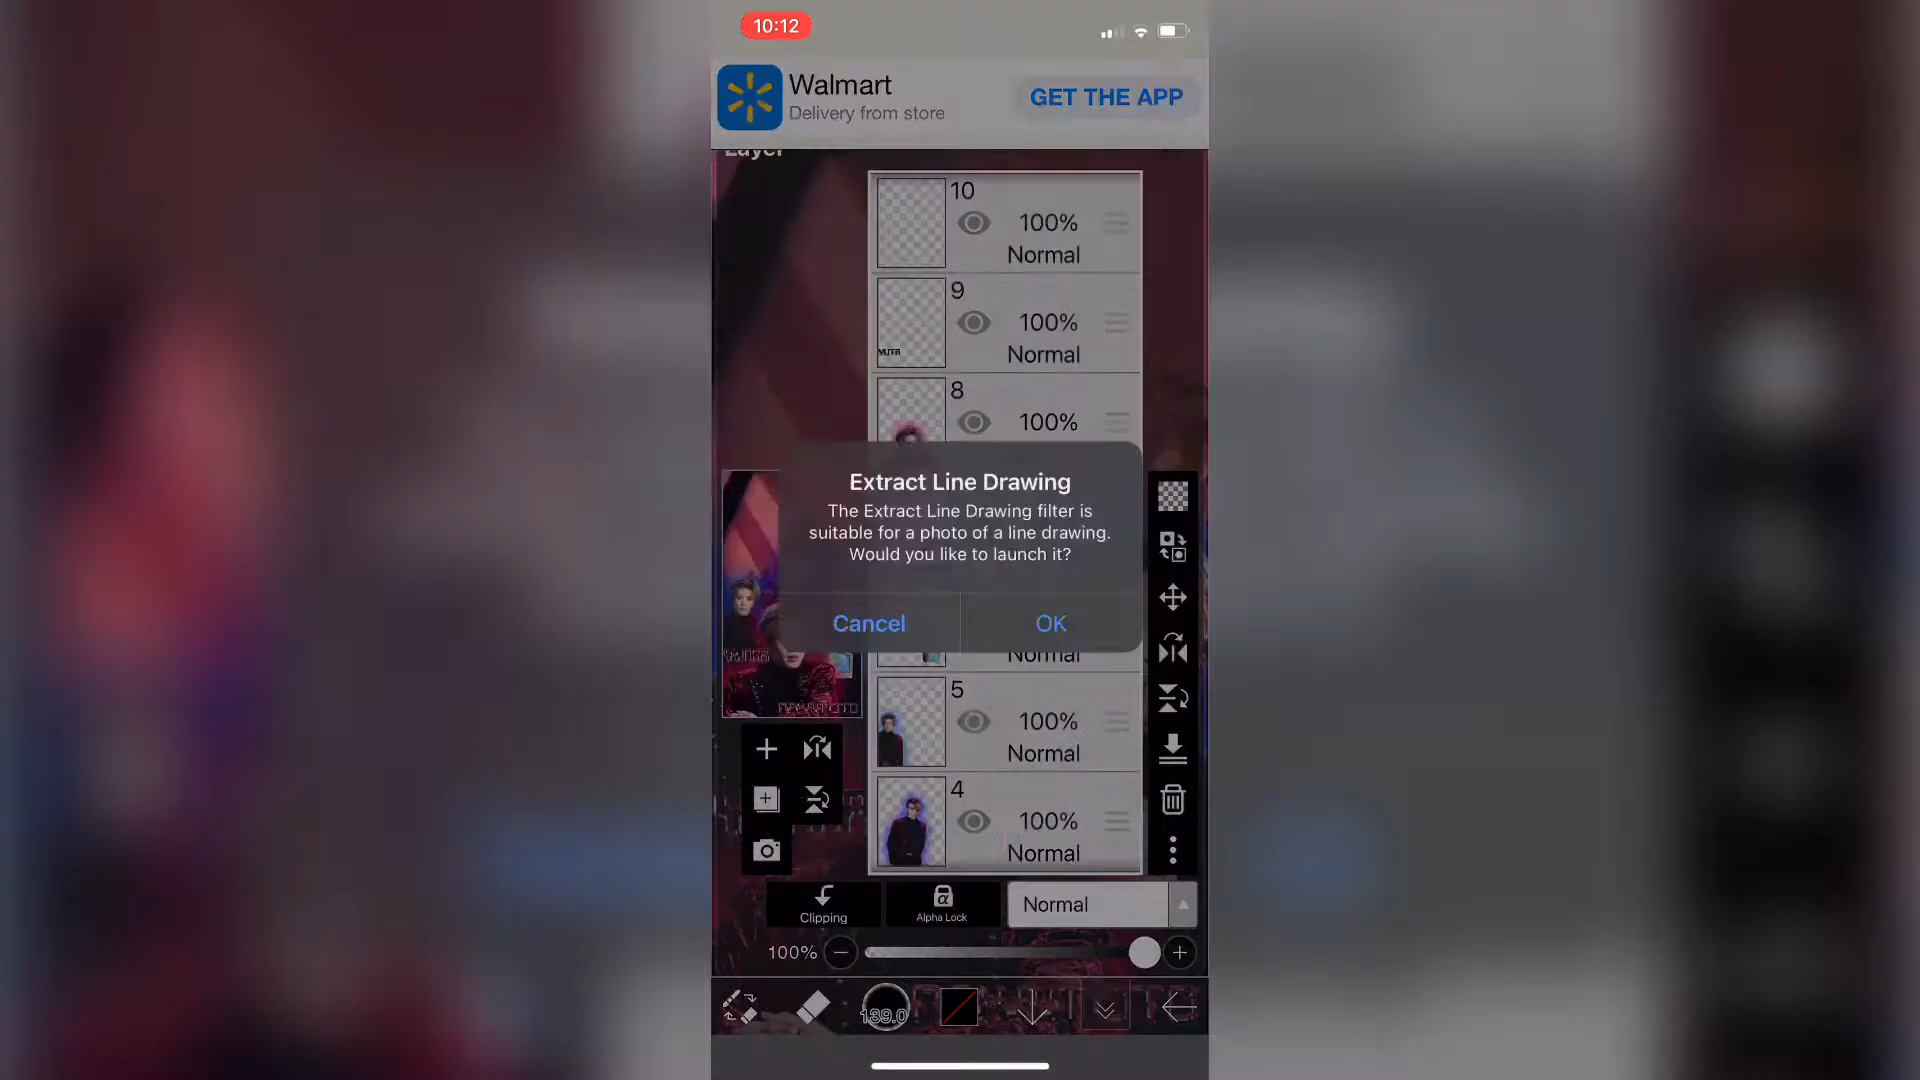 10:12
Walmart
Delivery from store
GET THE APP
Layer
10
100%
Normal
9
100%
Normal
8
100%
Extract Line Drawing
The Extract Line Drawing filter is
suitable for a photo of a line drawing.
Would you like to launch it?
Cancel
OK
Normal
5
100%
Normal
4
100%
Normal
Clipping
Alpha Lock
Normal
100%
139.0